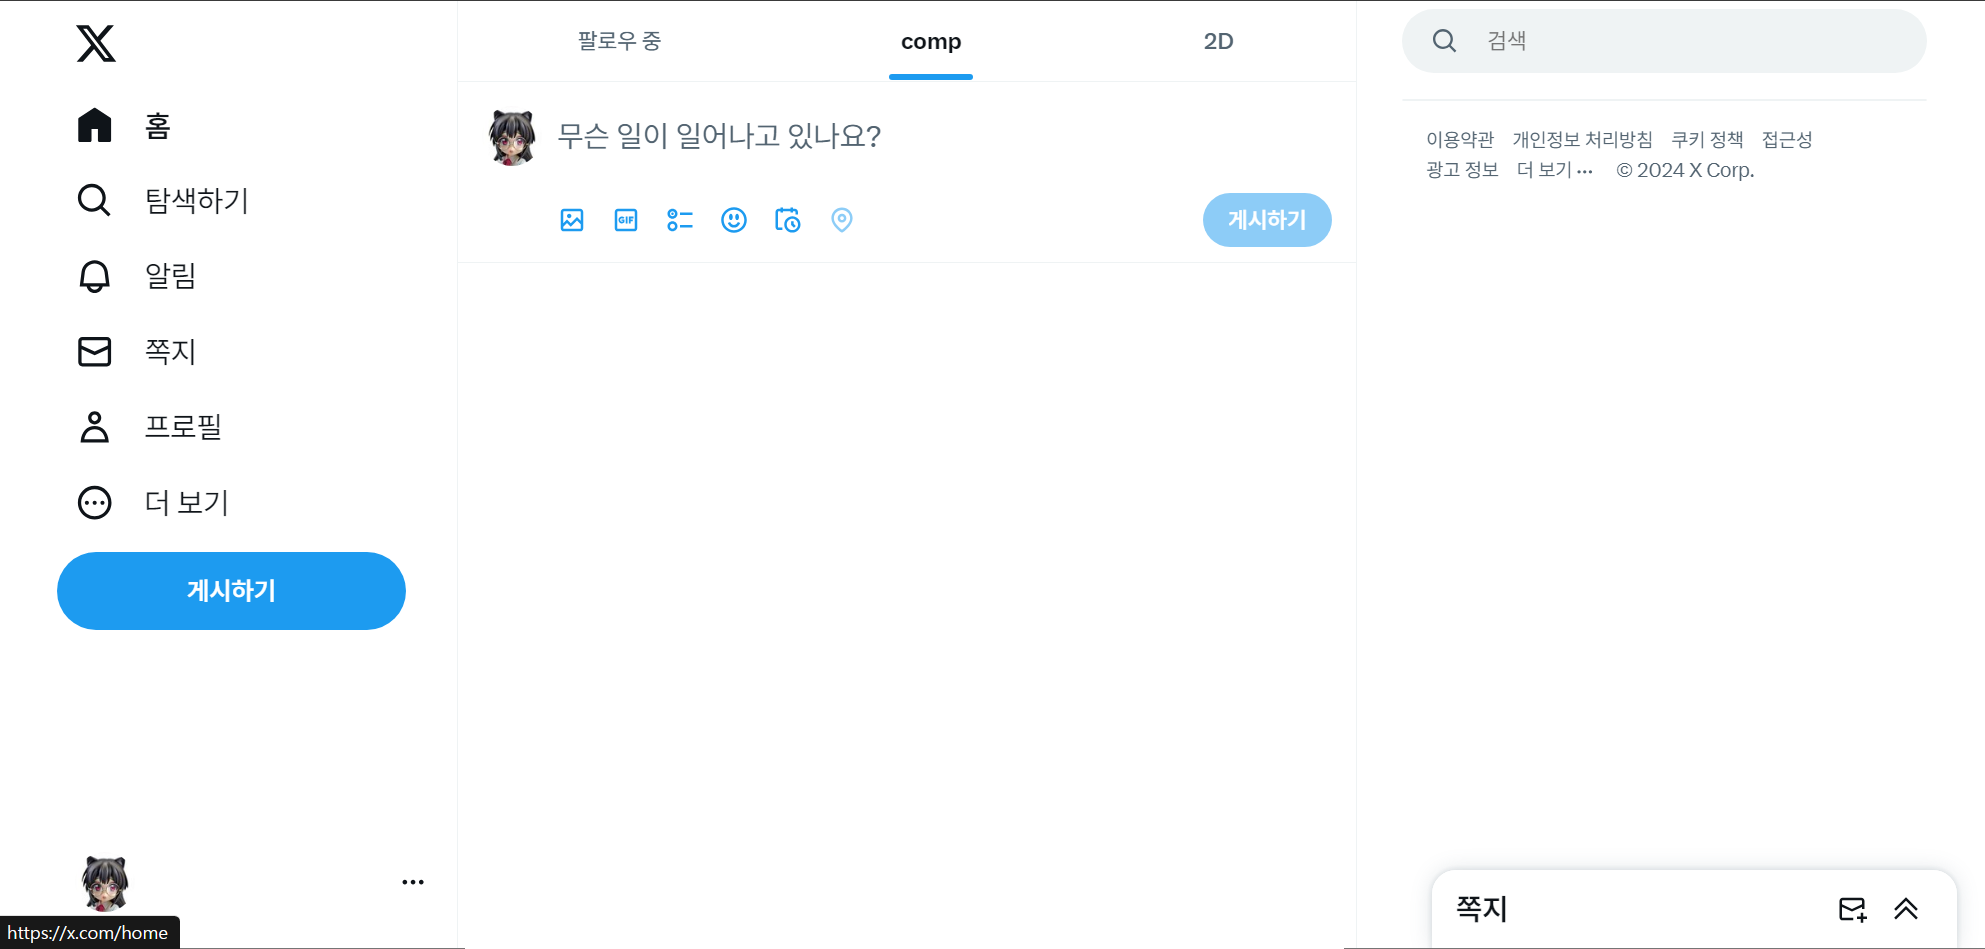 홈
탐색하기
알림
쪽지
프로필
더 보기
게시하기
https://x.com/home
팔로우 중 comp 2D
무슨 일이 일어나고 있나요?
GIF
게시하기
검색
이용약관 개인정보 처리방침 쿠키 정책 접근성
광고 정보 더 보기 ··· © 2024 X Corp.
쪽지